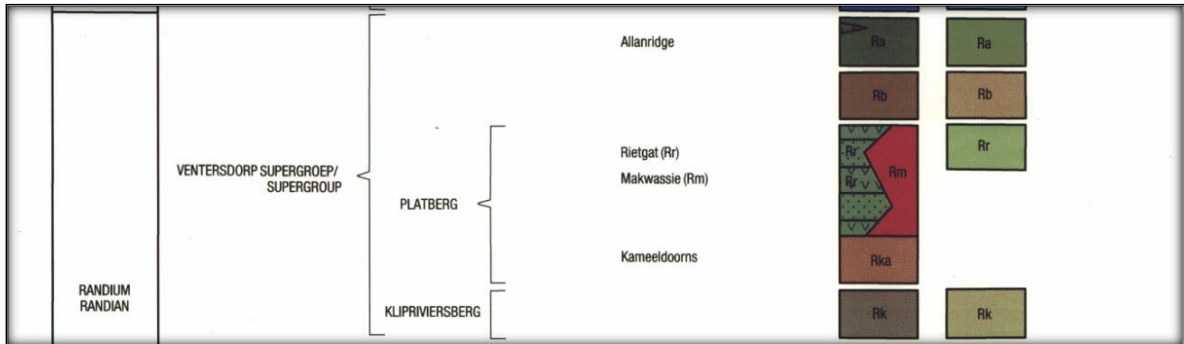 Allanridge
Ra
Ra
Rb
Rb
Rietgat (Rr)
Rr
Rr
VENTERSDORP SUPERGROEP/
SUPERGROUP
Makwassie (Rm)
Rr
Rm
PLATBERG
Kameeldoorns
Rka
RANDIUM
RANDIAN
KLIPRIVIERSBERG
Rk
Rk